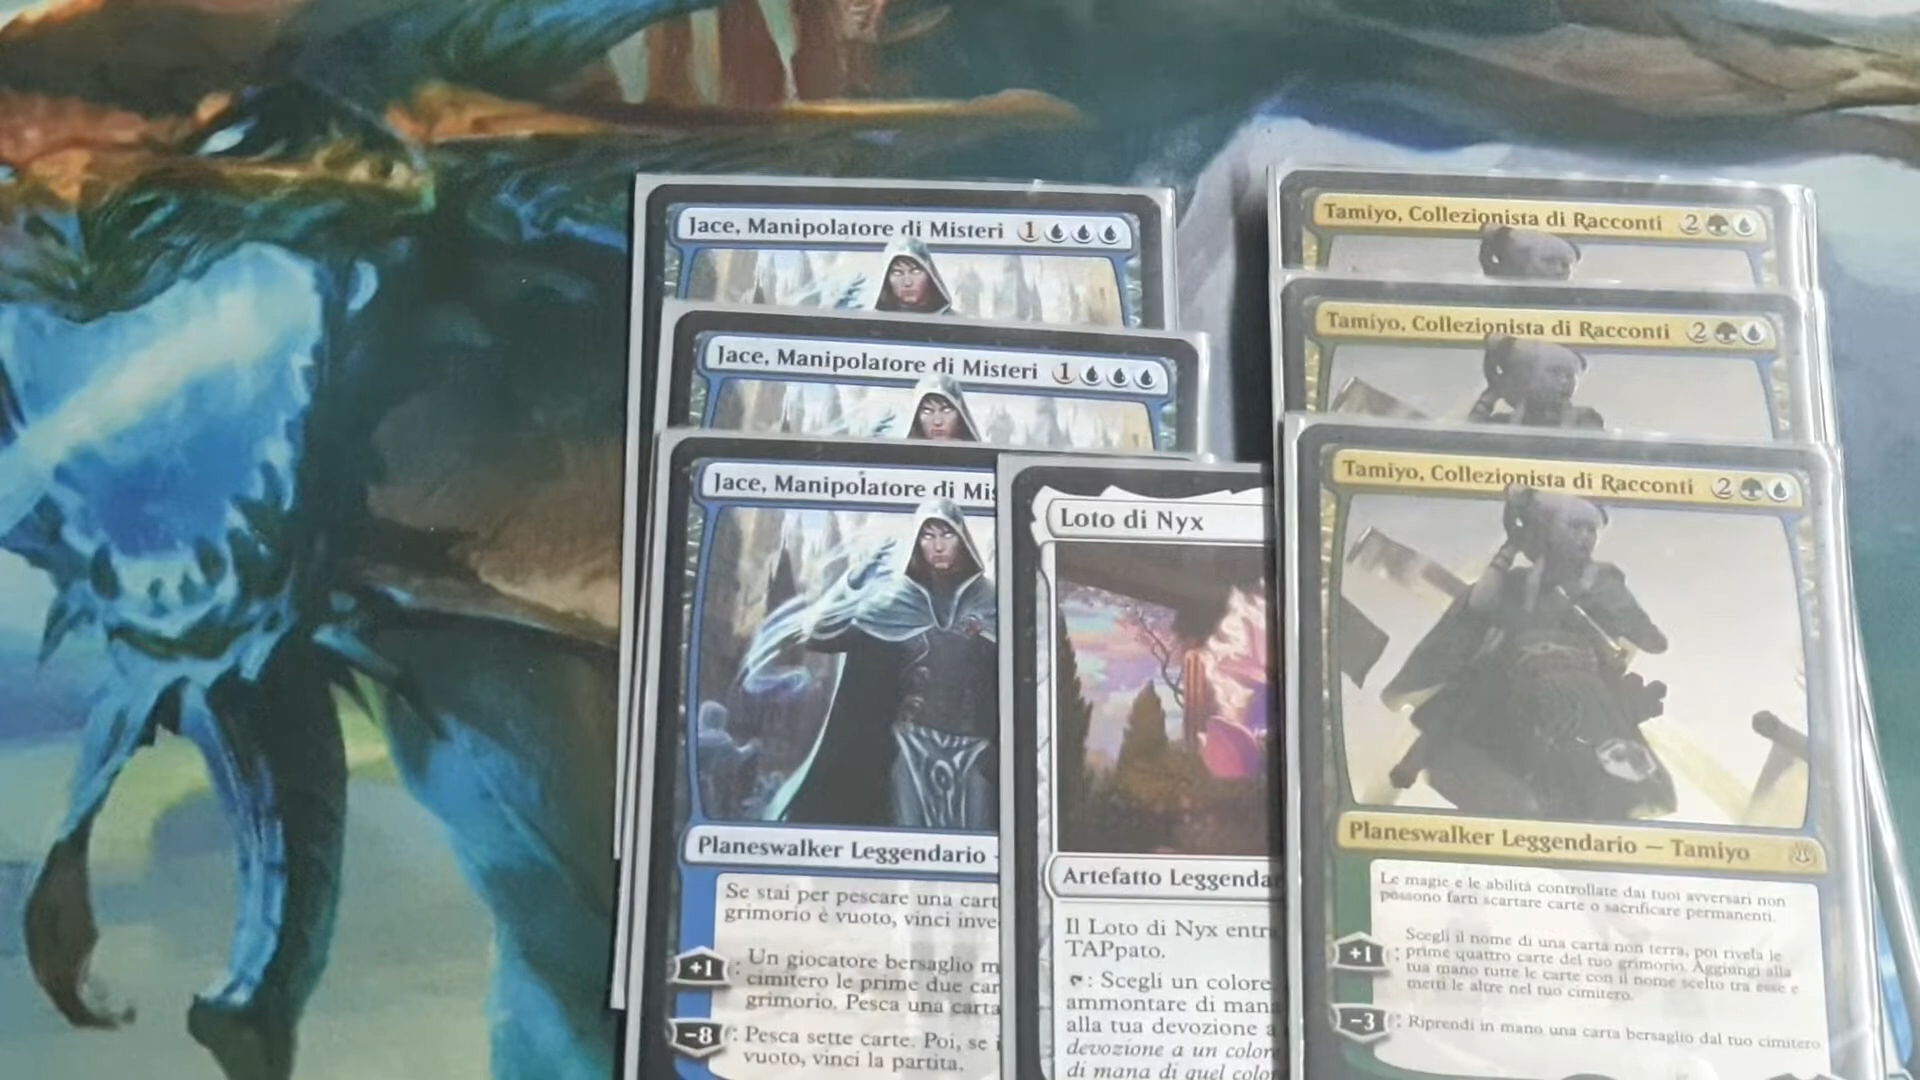 Jace, Manipolatore di Misteri 1
Jace, Manipolatore di Misteri 1
Jace, Manipolatore di Mis
Planeswalker Leggendario -
Se stai per pescare una cart
grimorio è vuoto, vinci inve
+1: Un giocatore bersaglio m
cimitero le prime due car
grimorio. Pesca una carta
-8: Pesca sette carte. Poi, se i
vuoto, vinci la partita.
Loto di Nyx
Artefatto Leggenda
Il Loto di Nyx entra
TAPpato.
: Scegli un colore
ammontare di mana
alla tua devozione a
devozione a un color
di mana di quel colo
Tamiyo, Collezionista di Racconti 2
Tamiyo, Collezionista di Racconti 2
Tamiyo, Collezionista di Racconti 2
Planeswalker Leggendario — Tamiyo
Le magie e le abilità controllate dai tuoi avversari non
possono farti scartare carte o sacrificare permanenti.
+1: Scegli il nome di una carta non terra, poi rivela le
prime quattro carte del tuo grimorio. Aggiungi alla
tua mano tutte le carte con il nome scelto tra esse e
metti le altre nel tuo cimitero.
-3: Riprendi in mano una carta bersaglio dal tuo cimitero